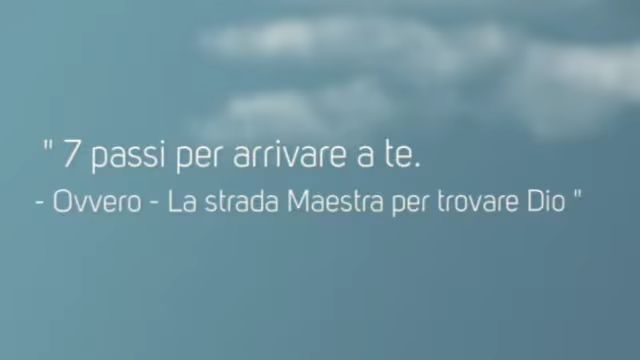 " 7 passi per arrivare a te.
- Ovvero - La strada Maestra per trovare Dio "